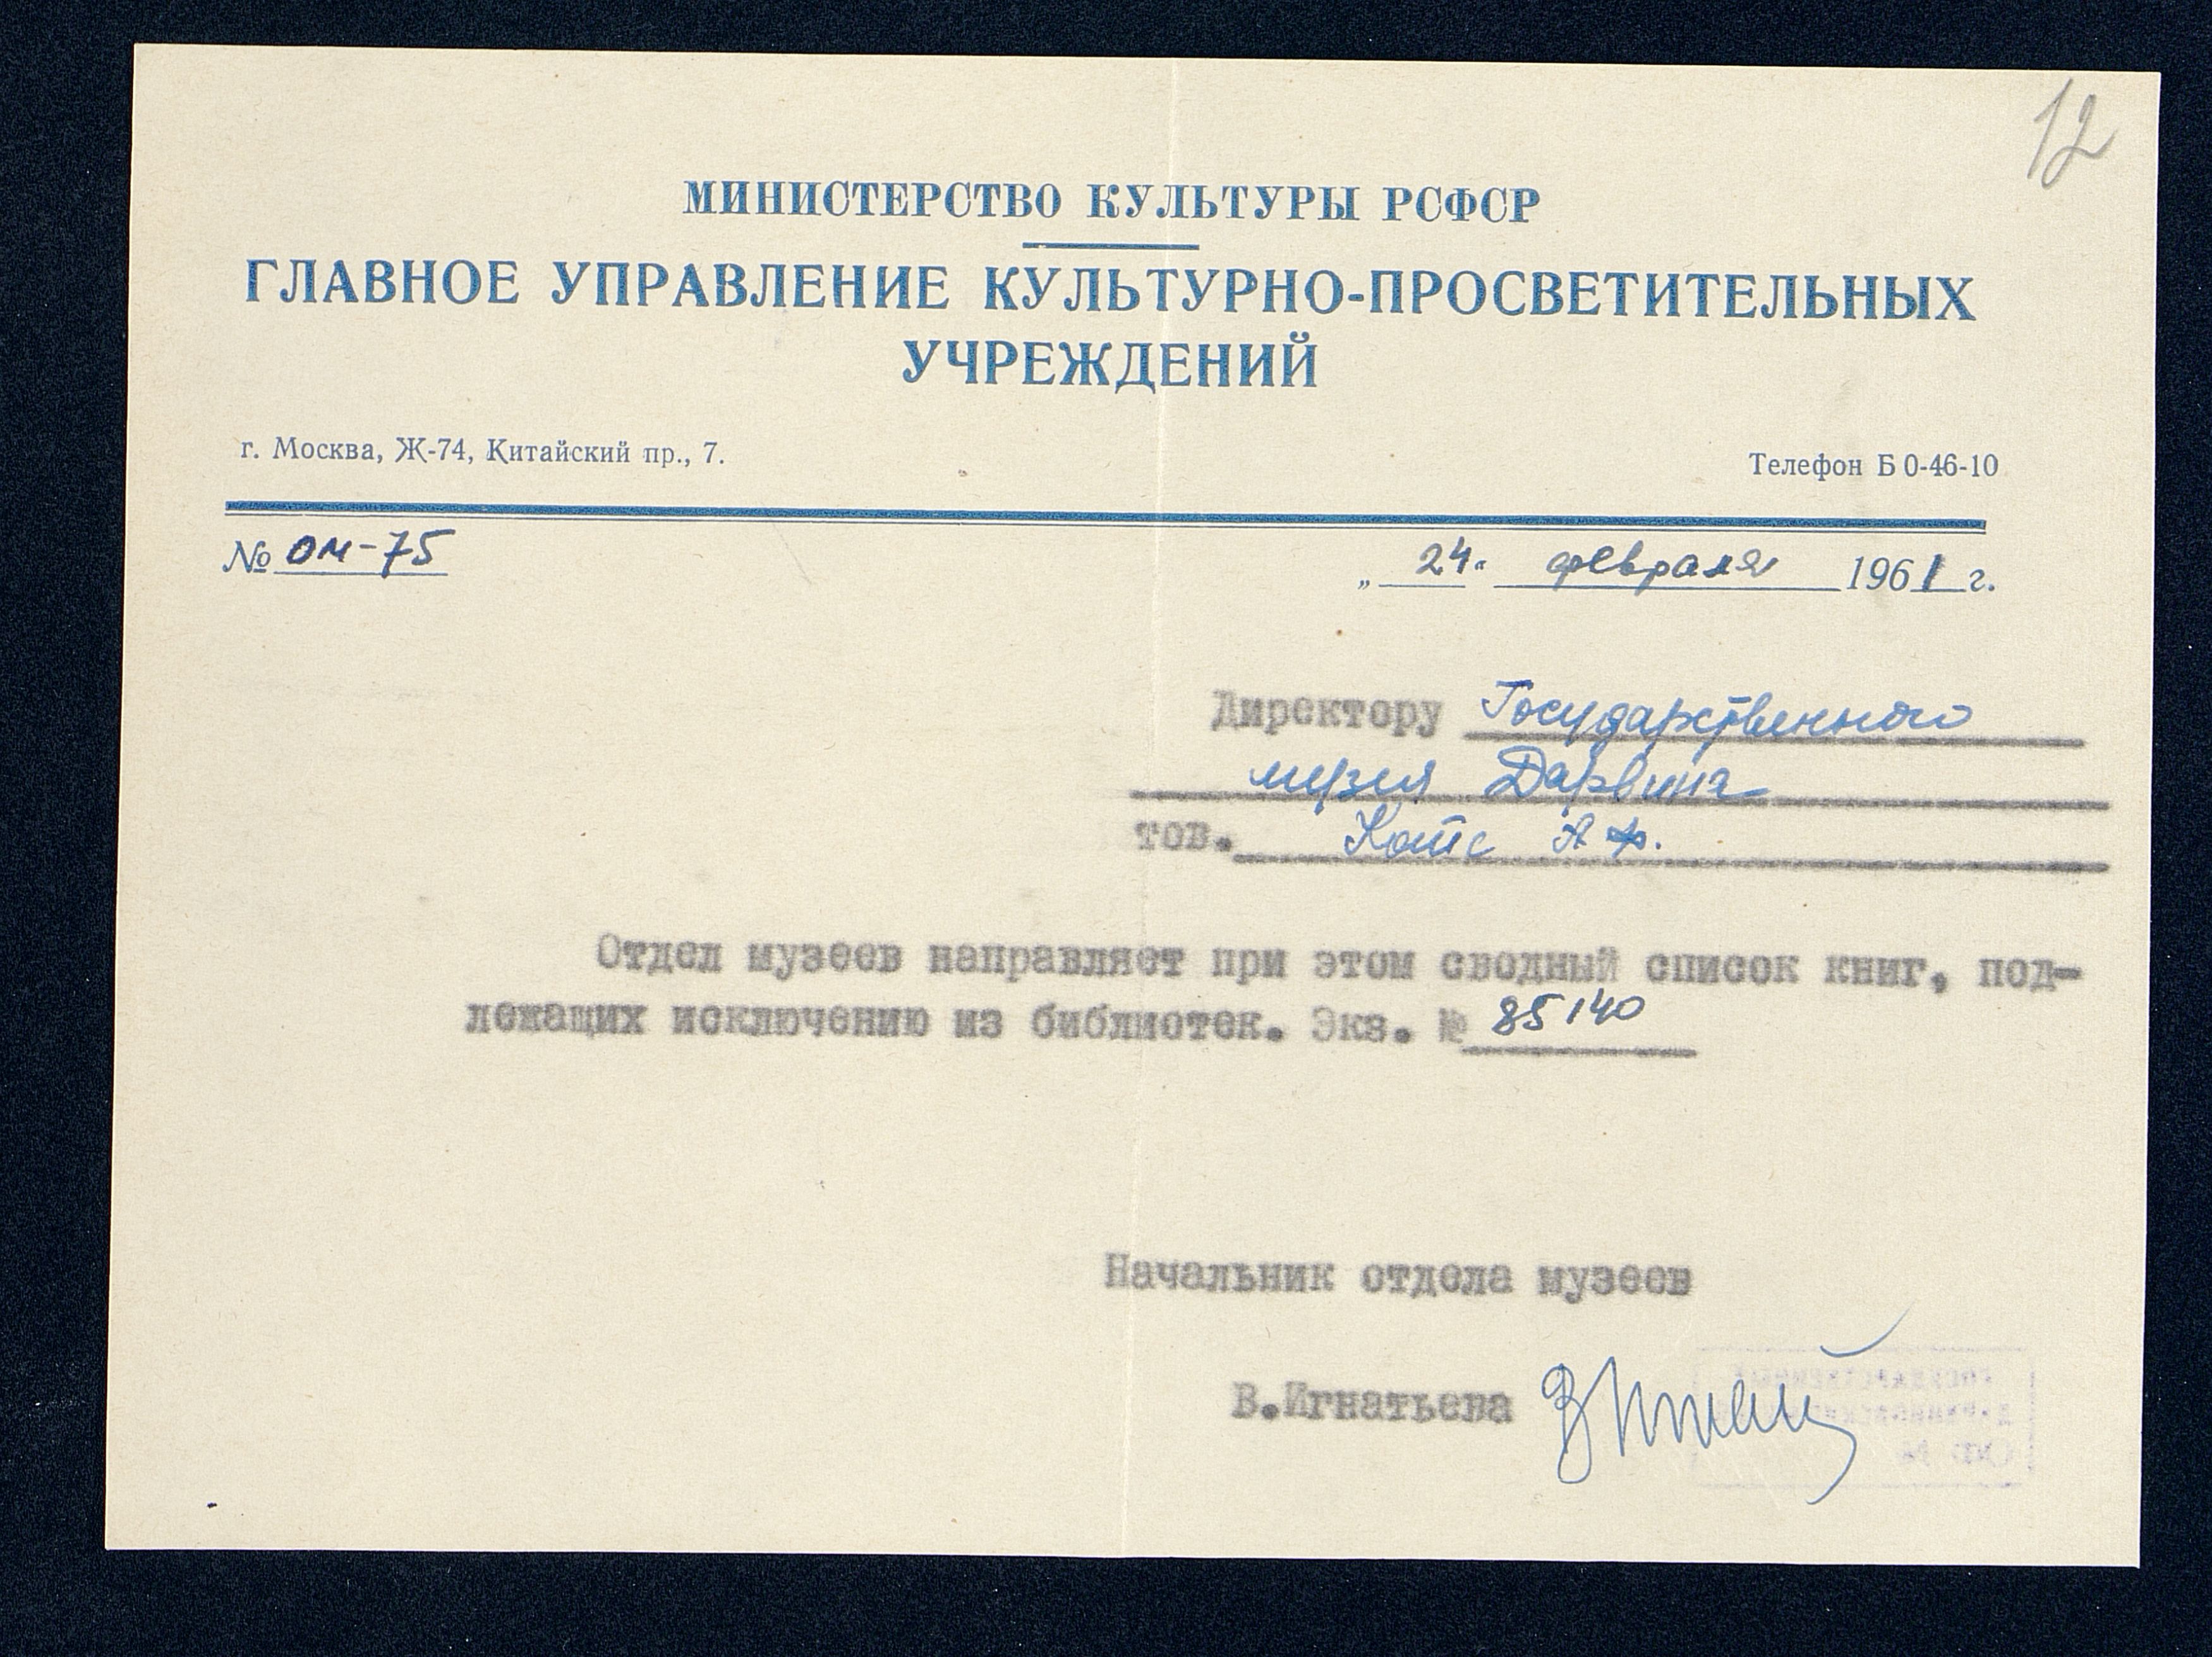 12
МИНИСТЕРСТВО КУЛЬТУРЫ РСФСР
ГЛАВНОЕ УПРАВЛЕНИЕ КУЛЬТУРНО-ПРОСВЕТИТЕЛЬНЫХ
УЧРЕЖДЕНИЙ
г. Москва, Ж-74, Китайский пр., 7.
Телефон Б 0-46-10
№ ОМ-75
„ 24 " февраля 1961 г.
Директору Государственного
музея Дарвина
тов. Котс А Ф.
Отдел музеев направляет при этом сводный список книг, под-
лежащих исключению из библиотек. Экз. № 85140
Начальник отдела музеев
В.Игнатьева